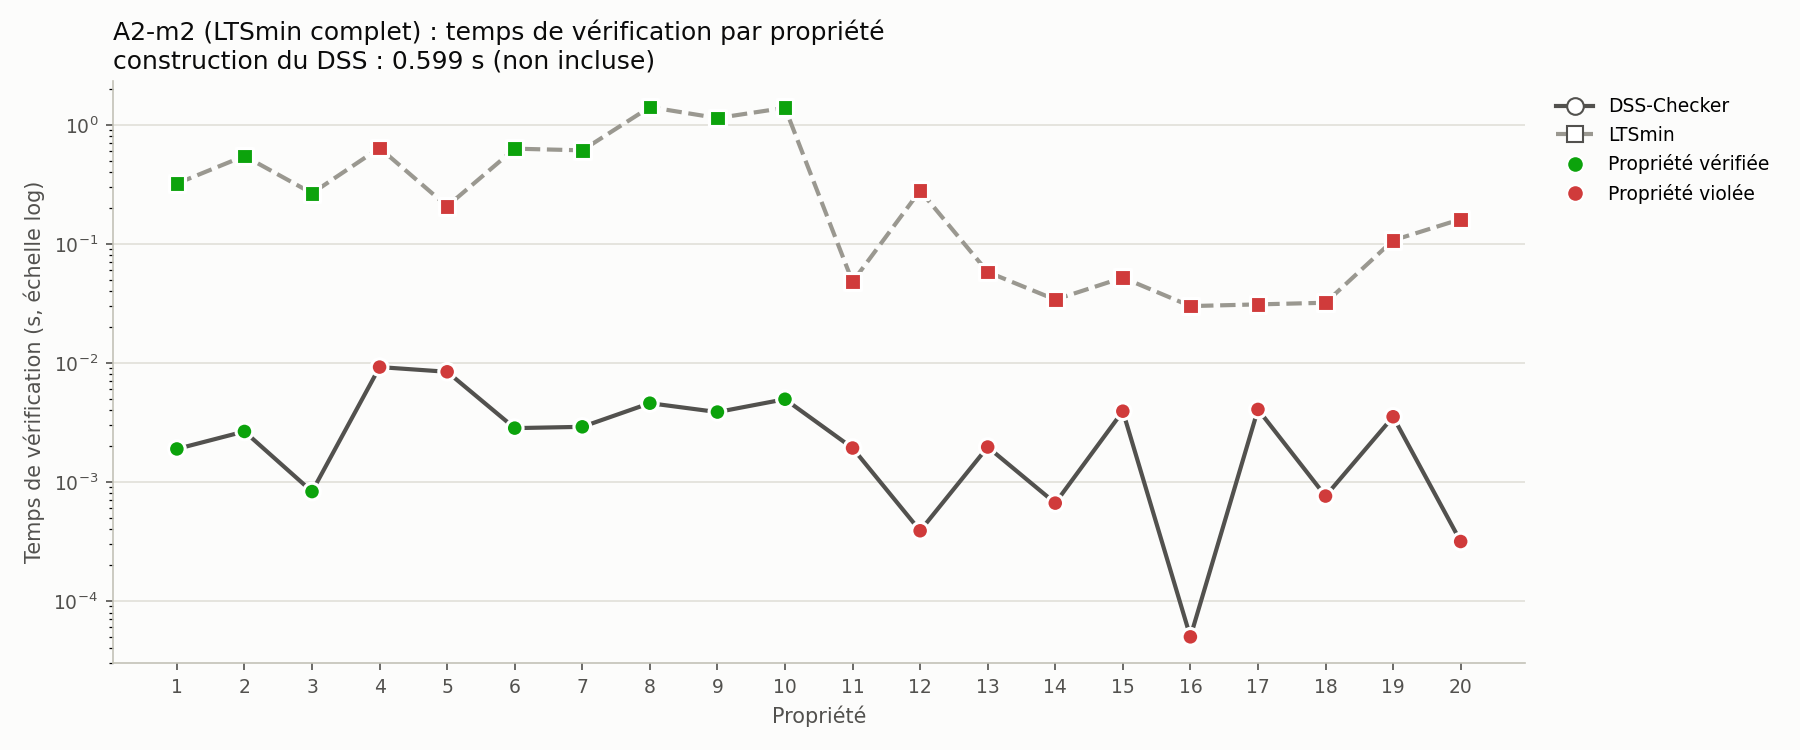 A2-m2 (LTSmin complet) : temps de vérification par propriété
construction du DSS : 0.599 s (non incluse)
DSS-Checker
LTSmin
Propriété vérifiée
Propriété violée
Temps de vérification (s, échelle log)
10⁰
10⁻¹
10⁻²
10⁻³
10⁻⁴
1 2 3 4 5 6 7 8 9 10 11 12 13 14 15 16 17 18 19 20
Propriété